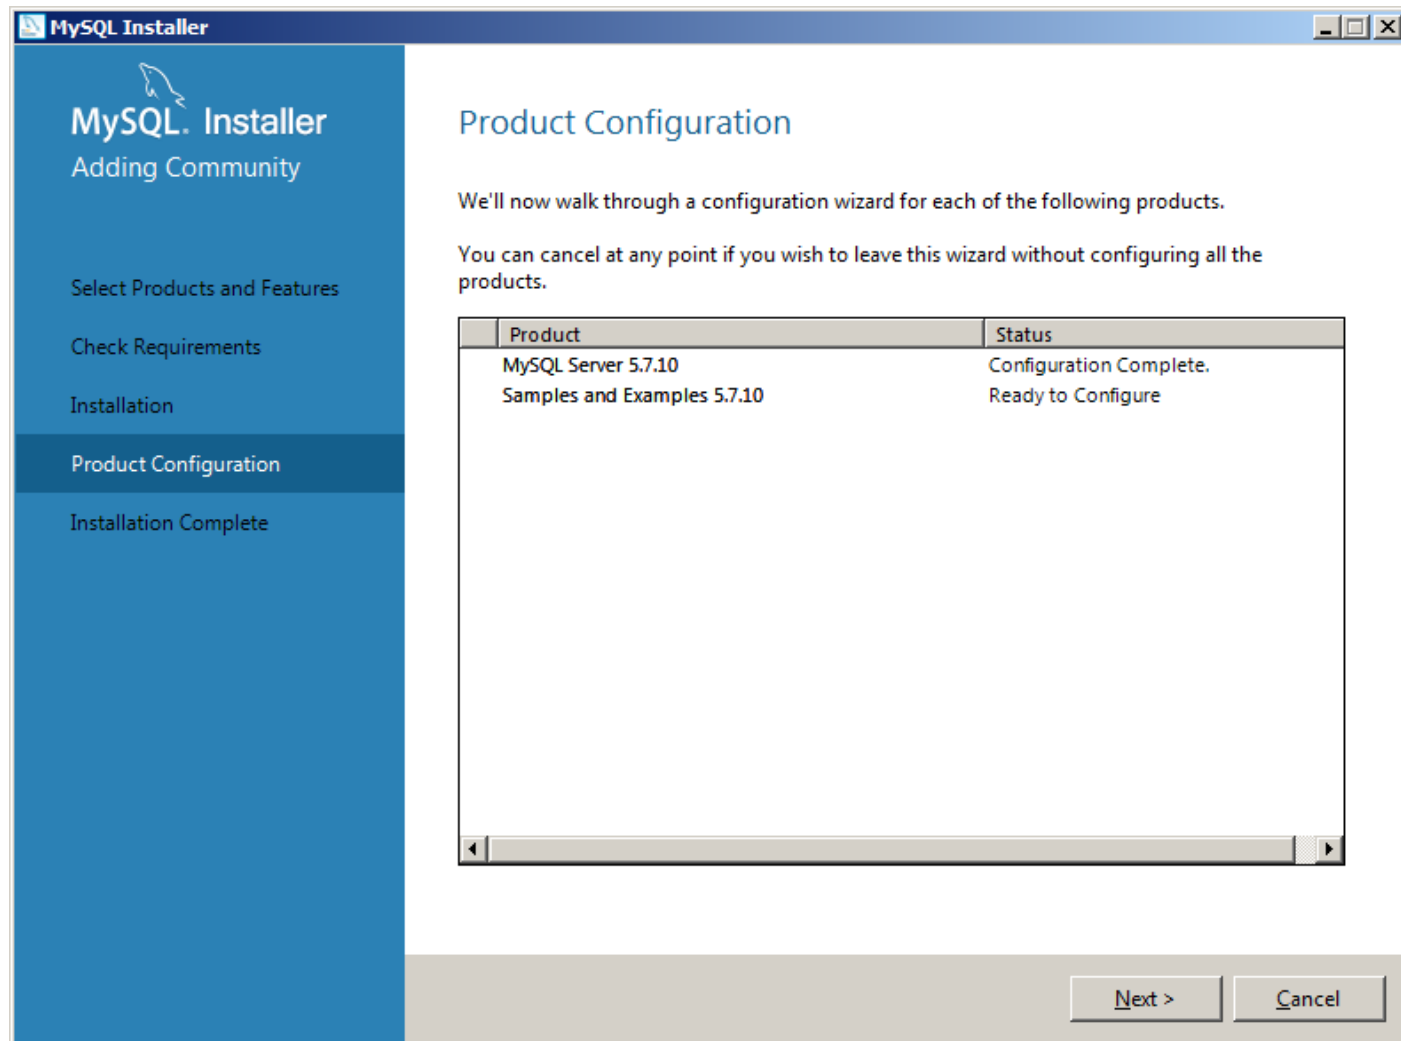 MySQL Installer
MySQL. Installer
Adding Community
Select Products and Features
Check Requirements
Installation
Product Configuration
Installation Complete
Product Configuration
We'll now walk through a configuration wizard for each of the following products.
You can cancel at any point if you wish to leave this wizard without configuring all the
products.
Product Status
MySQL Server 5.7.10 Configuration Complete.
Samples and Examples 5.7.10 Ready to Configure
Next > Cancel